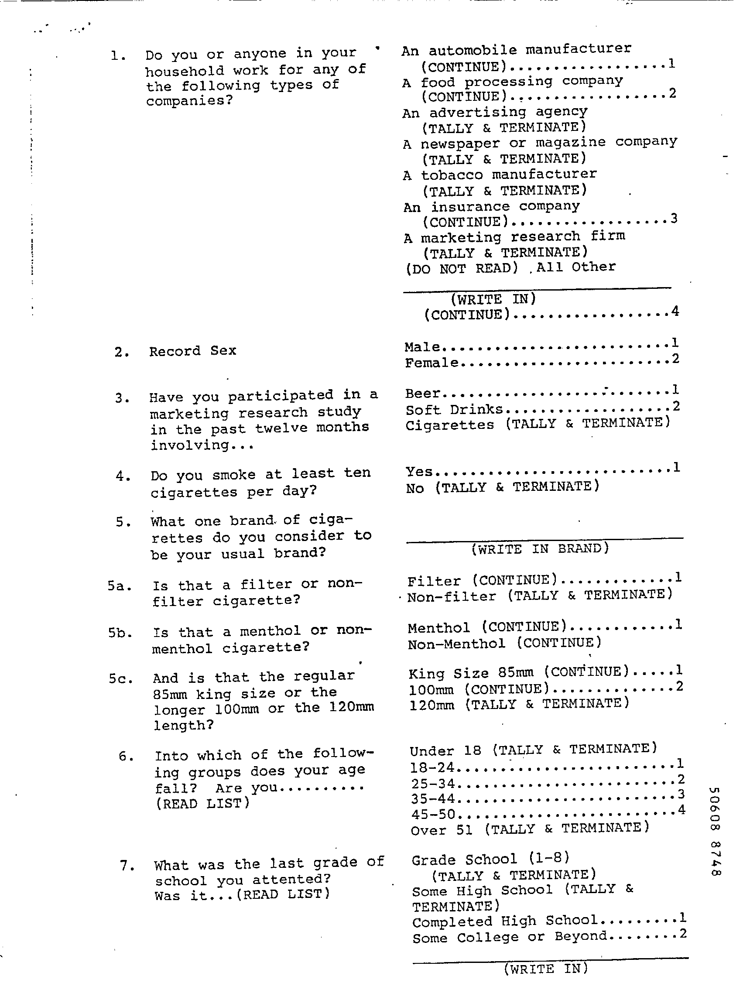 1. Do you or anyone in your household work for any of the following types of companies?
An automobile manufacturer
(CONTINUE)..................1
A food processing company
(CONTINUE)..................2
An advertising agency
(TALLY & TERMINATE)
A newspaper or magazine company
(TALLY & TERMINATE)
A tobacco manufacturer
(TALLY & TERMINATE)
An insurance company
(CONTINUE)..................3
A marketing research firm
(TALLY & TERMINATE)
(DO NOT READ) All Other
(WRITE IN)
(CONTINUE)..................4
2. Record Sex
Male..........................1
Female........................2
3. Have you participated in a
marketing research study
in the past twelve months
involving...
Beer..........................1
Soft Drinks...................2
Cigarettes (TALLY & TERMINATE)
4. Do you smoke at least ten
cigarettes per day?
Yes...........................1
No (TALLY & TERMINATE)
5. What one brand of ciga-
rettes do you consider to
be your usual brand?
(WRITE IN BRAND)
5a. Is that a filter or non-
filter cigarette?
Filter (CONTINUE).............1
Non-filter (TALLY & TERMINATE)
5b. Is that a menthol or non-
menthol cigarette?
Menthol (CONTINUE)............1
Non-Menthol (CONTINUE)
5c. And is that the regular
85mm king size or the
longer 100mm or the 120mm
length?
King Size 85mm (CONTINUE).....1
100mm (CONTINUE)..............2
120mm (TALLY & TERMINATE)
6. Into which of the follow-
ing groups does your age
fall? Are you..........
(READ LIST)
Under 18 (TALLY & TERMINATE)
18-24.........................1
25-34.........................2
35-44.........................3
45-50.........................4
Over 51 (TALLY & TERMINATE)
7. What was the last grade of
school you attented?
Was it...(READ LIST)
Grade School (1-8)
(TALLY & TERMINATE)
Some High School (TALLY &
TERMINATE)
Completed High School.........1
Some College or Beyond........2
(WRITE IN)
50608 8748